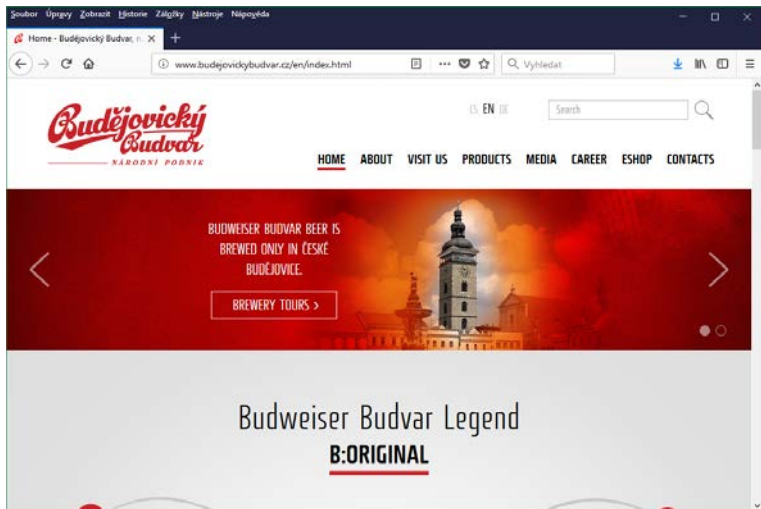 Soubor Úpravy Zobrazit Historie Záložky Nástroje Nápověda
Home - Budějovický Budvar, n.
www.budejovickybudvar.cz/en/index.html
Vyhledat
Budějovický
Budvar
NÁRODNÍ PODNIK
CS EN DE
Search
HOME ABOUT VISIT US PRODUCTS MEDIA CAREER ESHOP CONTACTS
BUDWEISER BUDVAR BEER IS
BREWED ONLY IN ČESKÉ
BUDĚJOVICE.
BREWERY TOURS >
Budweiser Budvar Legend
B:ORIGINAL